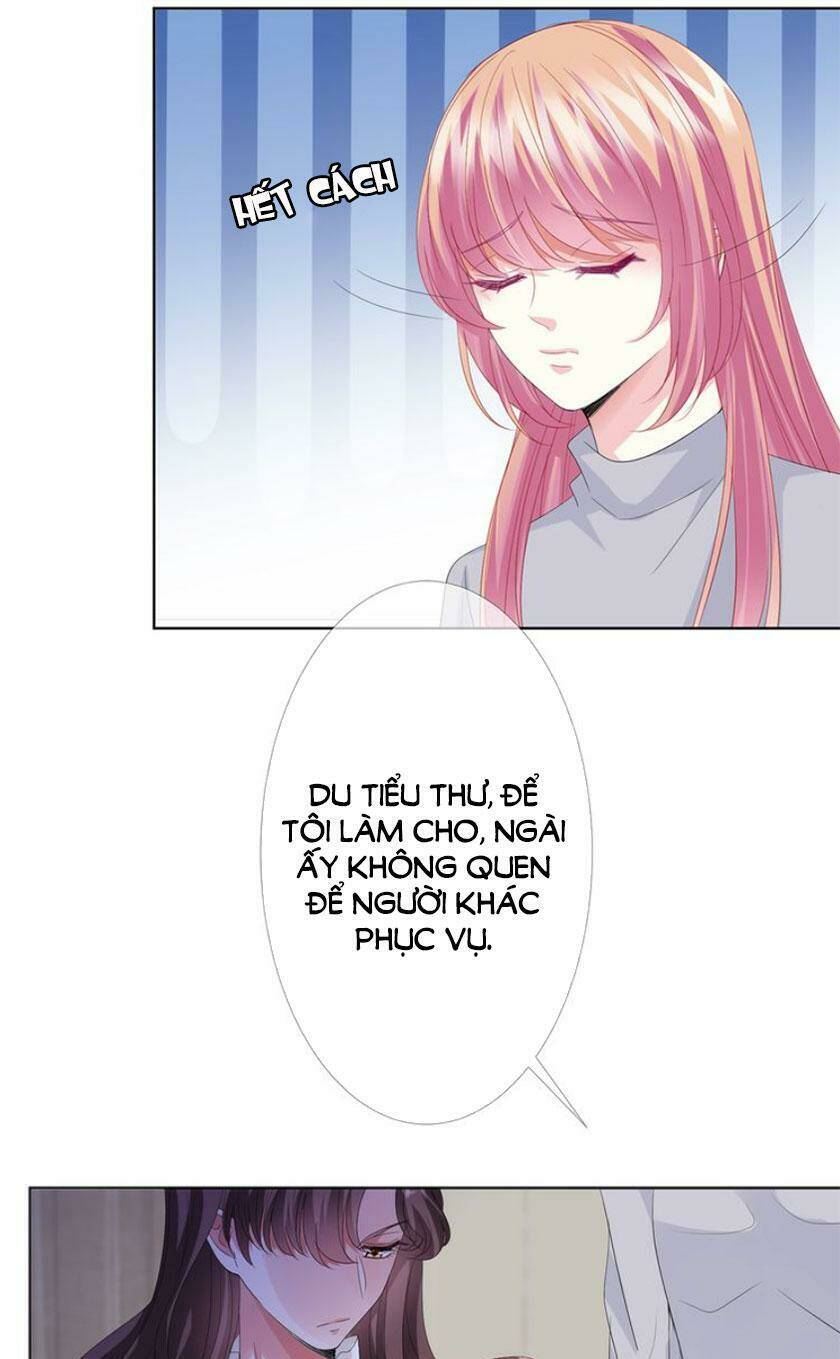 HẾT CÁCH
DU TIỂU THƯ, ĐỂ
TÔI LÀM CHO, NGÀI
ẤY KHÔNG QUEN
ĐỂ NGƯỜI KHÁC
PHỤC VỤ.